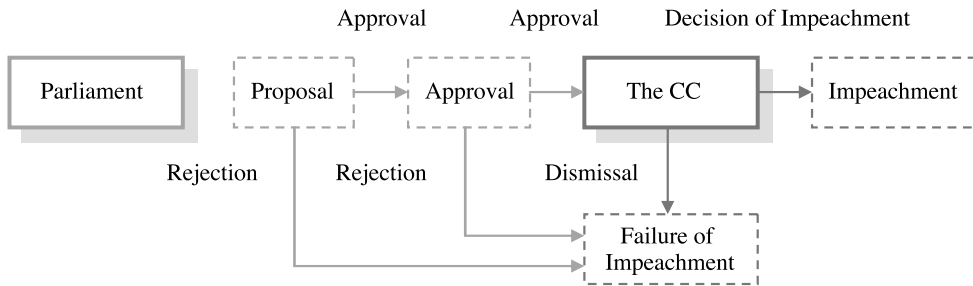 Approval
Approval
Decision of Impeachment
Parliament
Proposal
Approval
The CC
Impeachment
Rejection
Rejection
Dismissal
Failure of
Impeachment